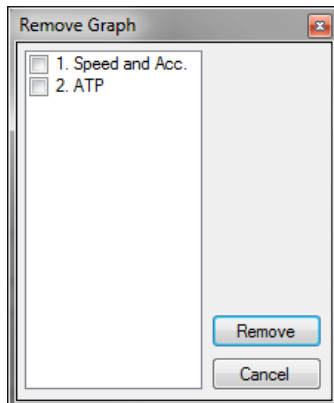 Remove Graph
1. Speed and Acc.
2. ATP
Remove
Cancel